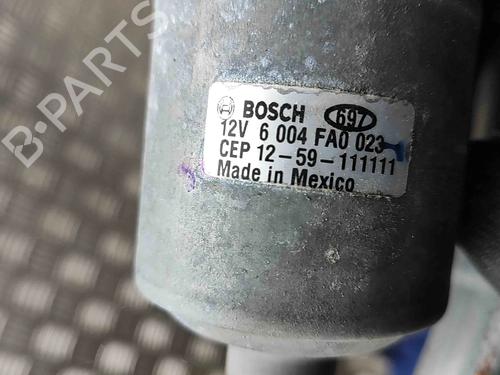 BOSCH 697
12V 6 004 FA0 023
CEP 12-59-111111
Made in Mexico
B-PARTS